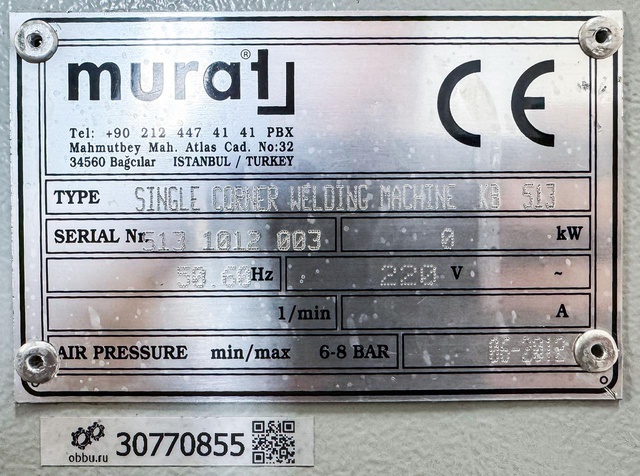 murat®
CE
Tel: +90 212 447 41 41 PBX
Mahmutbey Mah. Atlas Cad. No:32
34560 Bağcılar ISTANBUL / TURKEY
TYPE SINGLE CORNER WELDING MACHINE KB 513
SERIAL Nr. 513 1012 003 0 kW
50.60 Hz 220 V ~
1/min A
AIR PRESSURE min/max 6-8 BAR 06-2012
obbu.ru 30770855